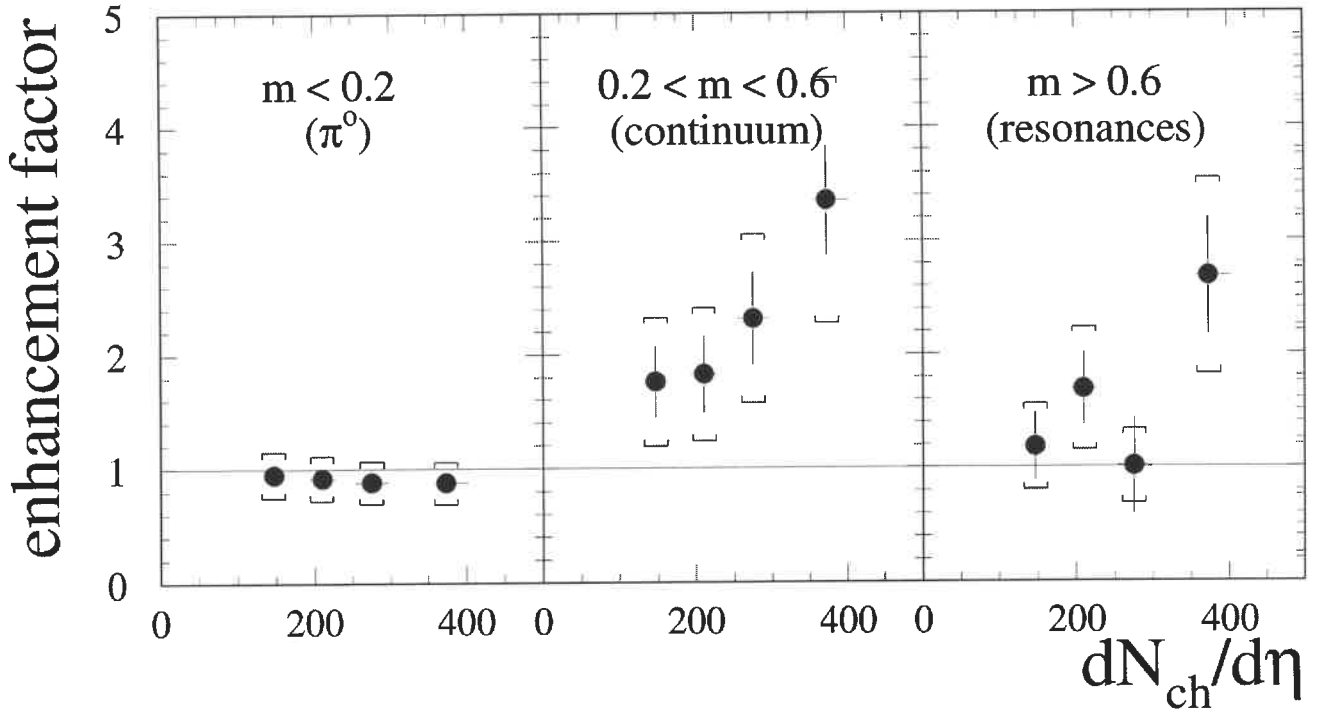 enhancement factor
5
4
3
2
1
0
m < 0.2
(π⁰)
0.2 < m < 0.6
(continuum)
m > 0.6
(resonances)
0 200 400 0 200 400 0 200 400
dN_ch/dη